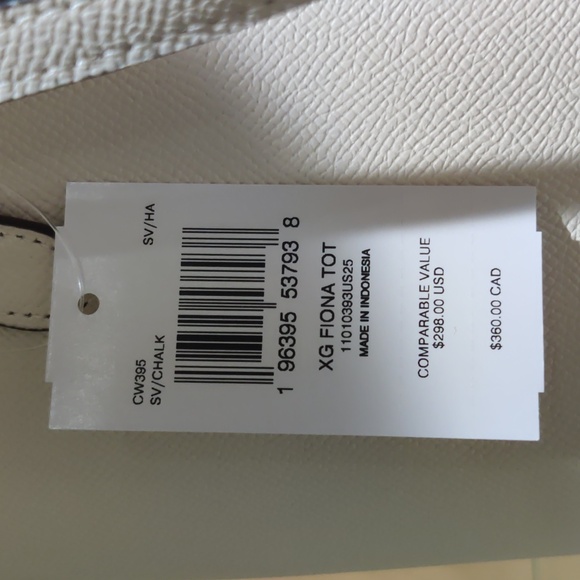 CW395
SV/CHALK
SV/HA
1 96395 53793 8
XG FIONA TOT
11010393US25
MADE IN INDONESIA
COMPARABLE VALUE
$298.00 USD
$360.00 CAD